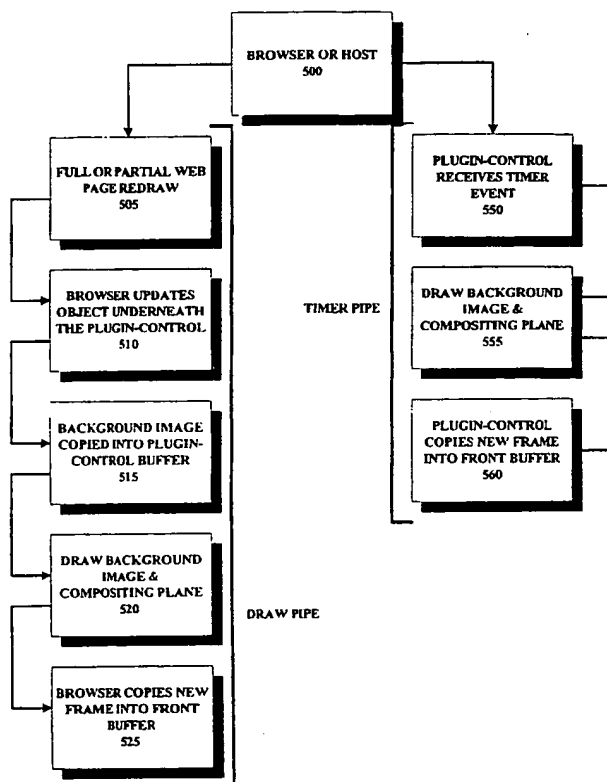 BROWSER OR HOST
500
FULL OR PARTIAL WEB
PAGE REDRAW
505
BROWSER UPDATES
OBJECT UNDERNEATH
THE PLUGIN-CONTROL
510
BACKGROUND IMAGE
COPIED INTO PLUGIN-
CONTROL BUFFER
515
DRAW BACKGROUND
IMAGE &
COMPOSITING PLANE
520
BROWSER COPIES NEW
FRAME INTO FRONT
BUFFER
525
DRAW PIPE
TIMER PIPE
PLUGIN-CONTROL
RECEIVES TIMER
EVENT
550
DRAW BACKGROUND
IMAGE &
COMPOSITING PLANE
555
PLUGIN-CONTROL
COPIES NEW FRAME
INTO FRONT BUFFER
560